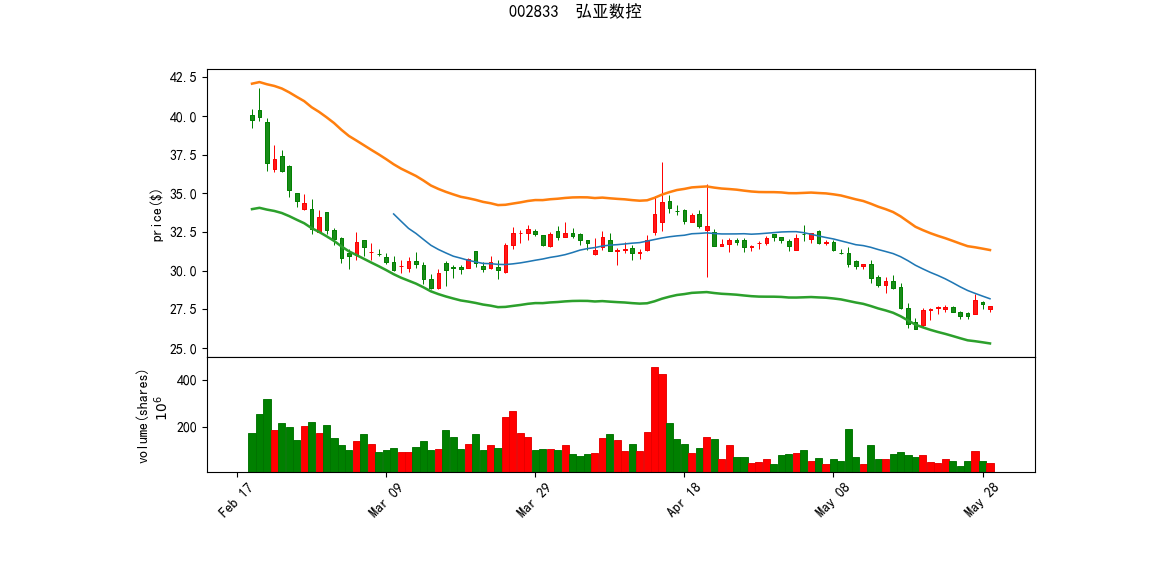 002833 弘亚数控
price($)
42.5
40.0
37.5
35.0
32.5
30.0
27.5
25.0
volume(shares)
10^6
400
200
Feb 17
Mar 09
Mar 29
Apr 18
May 08
May 28